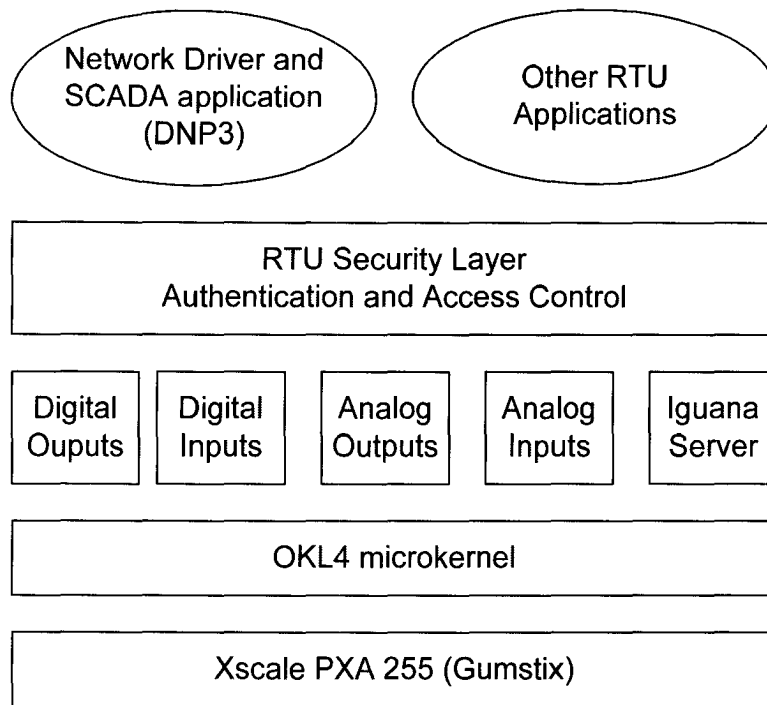 Network Driver and
SCADA application
(DNP3)
Other RTU
Applications
RTU Security Layer
Authentication and Access Control
Digital
Ouputs
Digital
Inputs
Analog
Outputs
Analog
Inputs
Iguana
Server
OKL4 microkernel
Xscale PXA 255 (Gumstix)